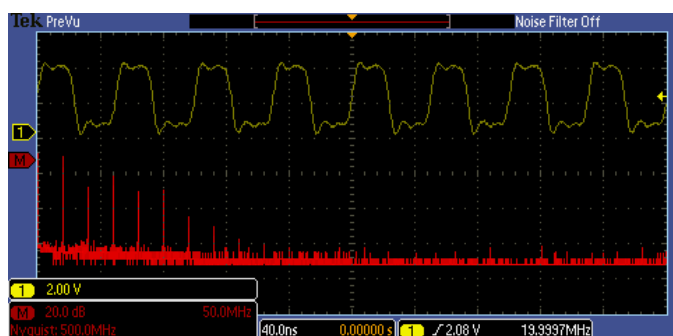 Tek PreVu Noise Filter Off
1
M
1 2.00 V
M 20.0 dB 50.0MHz
Nyquist: 500.0MHz
40.0ns 0.00000 s 1 2.08 V 19.9997MHz